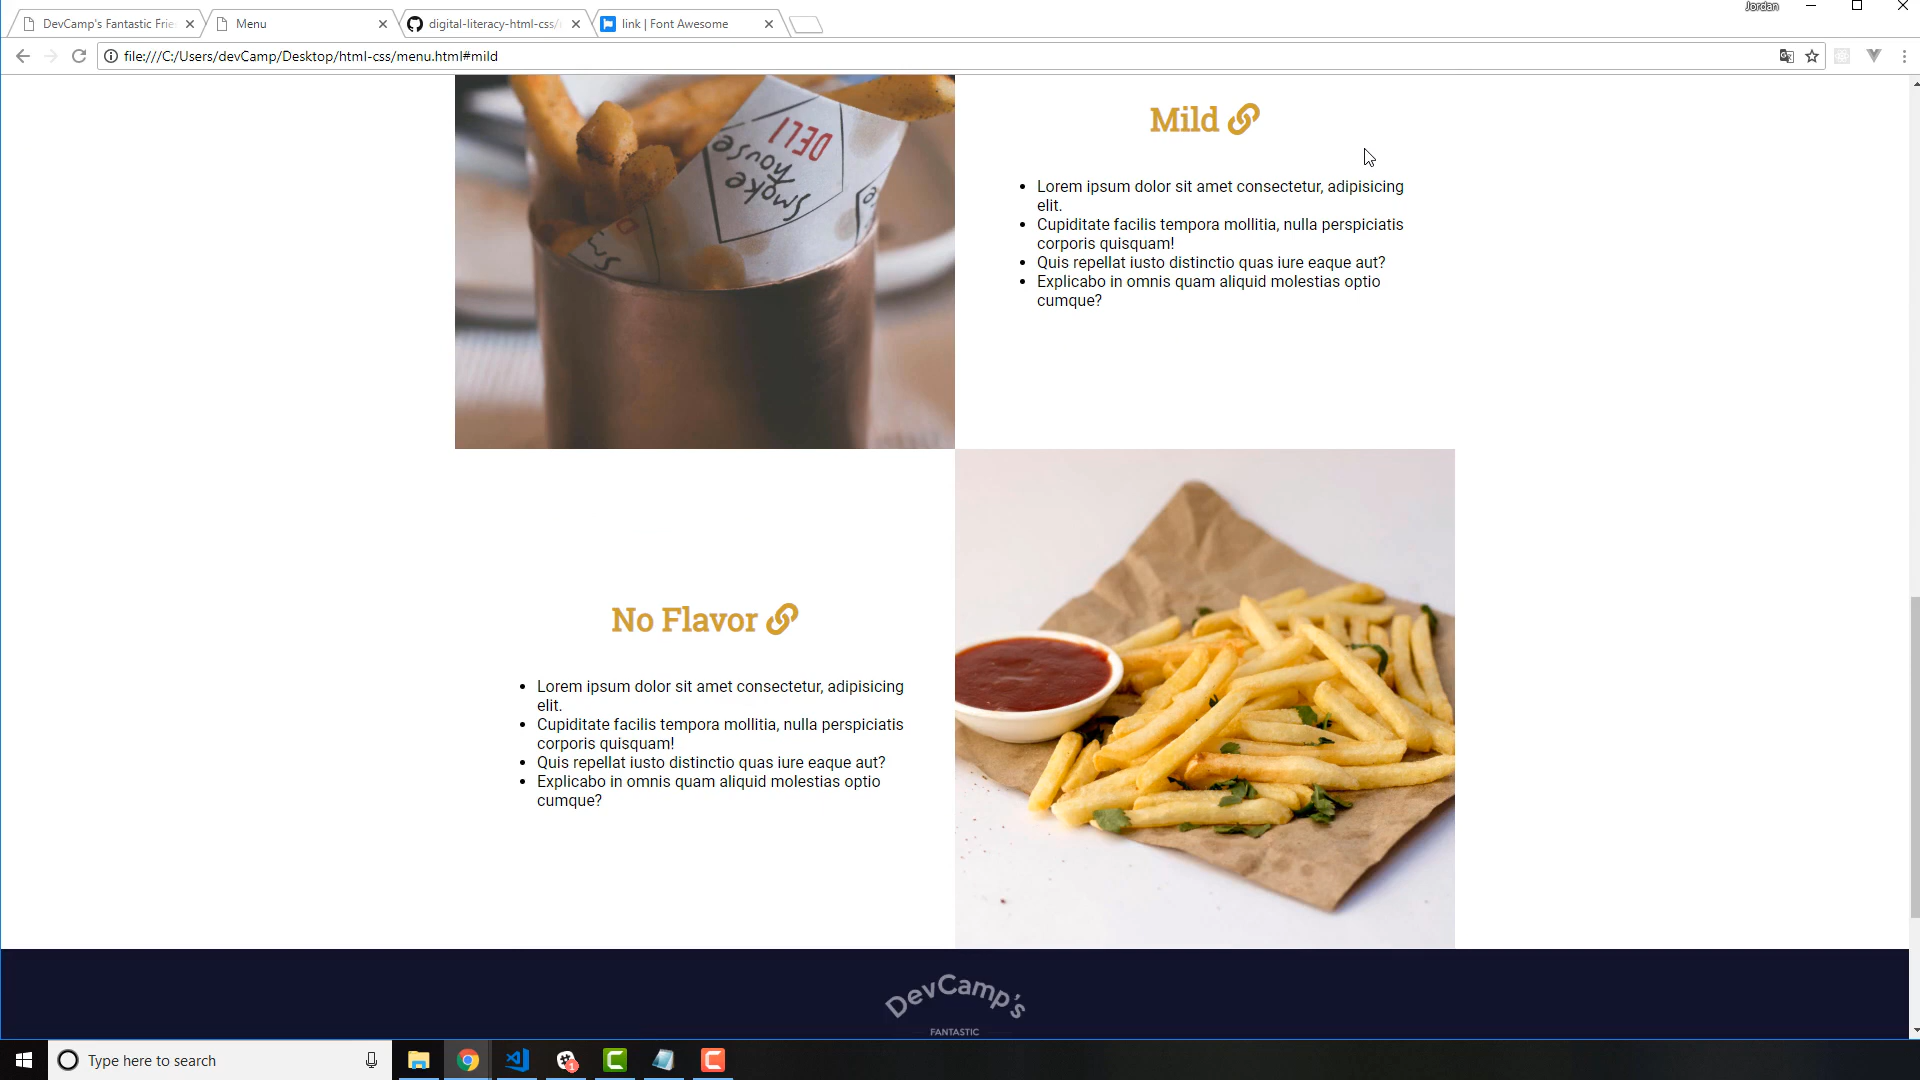 Jordan
DevCamp's Fantastic Frie
Menu
digital-literacy-html-css/
link | Font Awesome
file:///C:/Users/devCamp/Desktop/html-css/menu.html#mild
DELI
house
smoke
Mild
Lorem ipsum dolor sit amet consectetur, adipisicing
elit.
Cupiditate facilis tempora mollitia, nulla perspiciatis
corporis quisquam!
Quis repellat iusto distinctio quas iure eaque aut?
Explicabo in omnis quam aliquid molestias optio
cumque?
No Flavor
Lorem ipsum dolor sit amet consectetur, adipisicing
elit.
Cupiditate facilis tempora mollitia, nulla perspiciatis
corporis quisquam!
Quis repellat iusto distinctio quas iure eaque aut?
Explicabo in omnis quam aliquid molestias optio
cumque?
DevCamp's
FANTASTIC
Type here to search
1